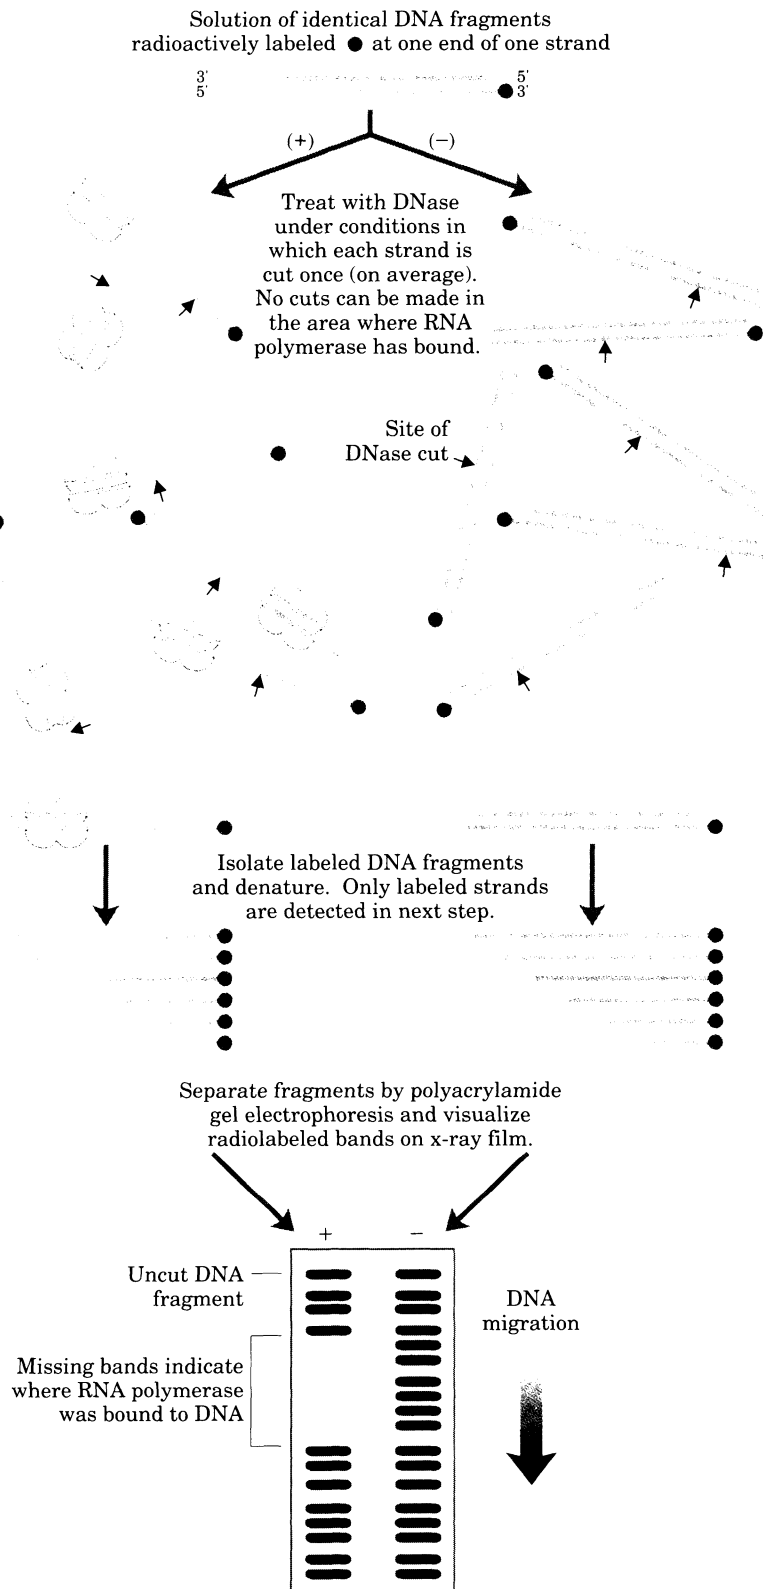 Solution of identical DNA fragments
radioactively labeled ● at one end of one strand
3' 5'
5' 3'
(+) (−)
Treat with DNase
under conditions in
which each strand is
cut once (on average).
No cuts can be made in
the area where RNA
polymerase has bound.
Site of
DNase cut
Isolate labeled DNA fragments
and denature. Only labeled strands
are detected in next step.
Separate fragments by polyacrylamide
gel electrophoresis and visualize
radiolabeled bands on x-ray film.
+ −
Uncut DNA
fragment
DNA
migration
Missing bands indicate
where RNA polymerase
was bound to DNA